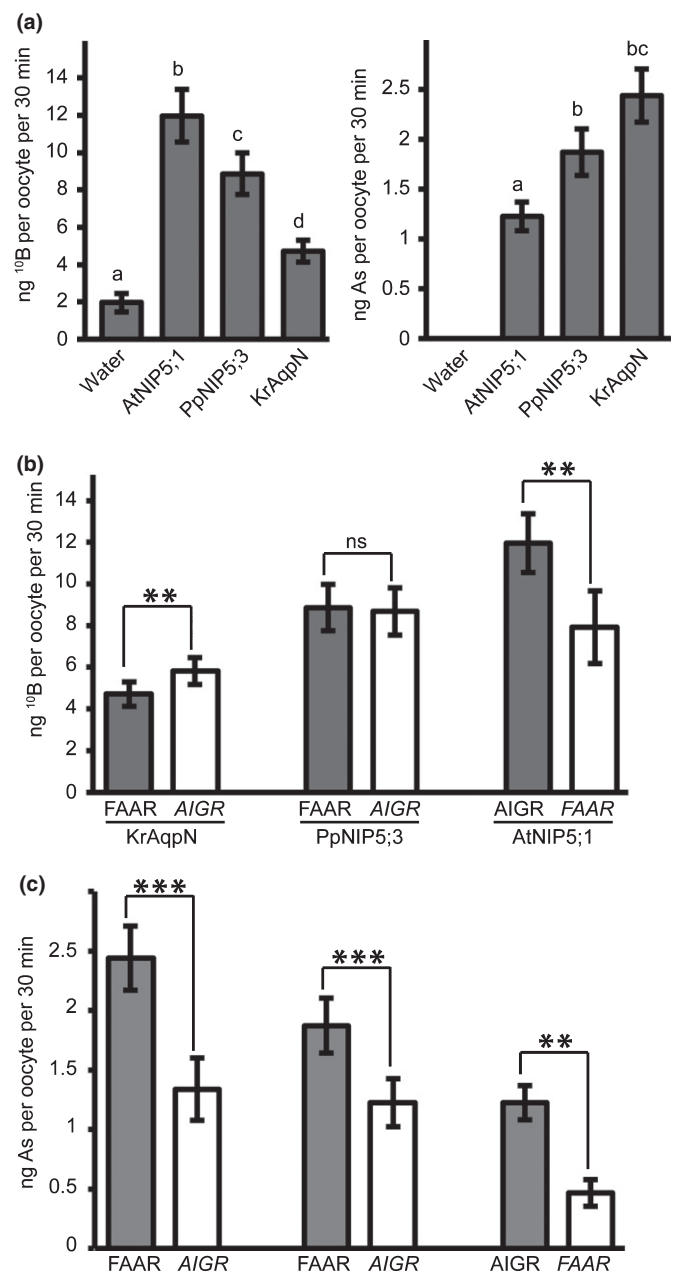 (a)
ng ¹⁰B per oocyte per 30 min
14
12
10
8
6
4
2
0
a
b
c
d
Water
AtNIP5;1
PpNIP5;3
KrAqpN
ng As per oocyte per 30 min
2.5
2
1.5
1
0.5
0
a
b
bc
Water
AtNIP5;1
PpNIP5;3
KrAqpN
(b)
ng ¹⁰B per oocyte per 30 min
14
12
10
8
6
4
2
0
**
ns
**
FAAR AIGR
FAAR AIGR
AIGR FAAR
KrAqpN
PpNIP5;3
AtNIP5;1
(c)
ng As per oocyte per 30 min
2.5
2
1.5
1
0.5
0
***
***
**
FAAR AIGR
FAAR AIGR
AIGR FAAR